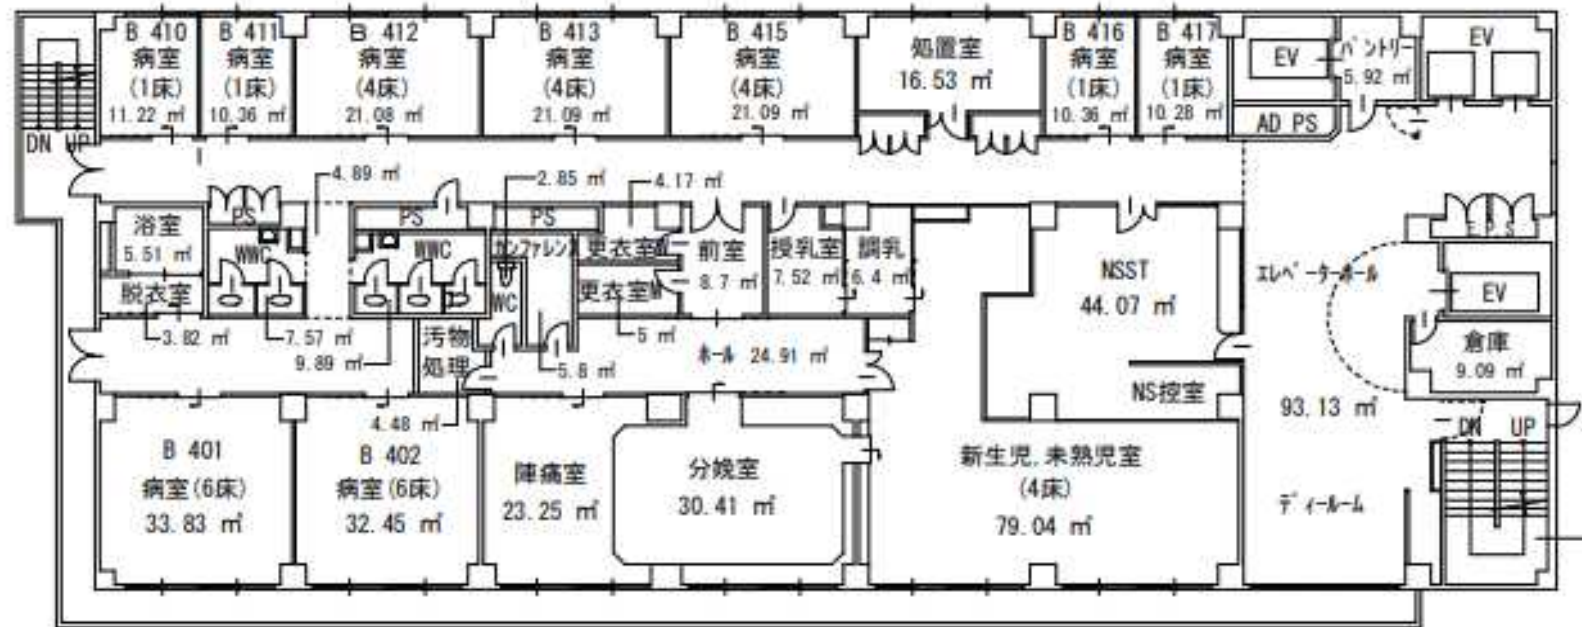 B 410
病室
(1床)
11.22 ㎡
B 411
病室
(1床)
10.36 ㎡
B 412
病室
(4床)
21.08 ㎡
B 413
病室
(4床)
21.09 ㎡
B 415
病室
(4床)
21.09 ㎡
処置室
16.53 ㎡
B 416
病室
(1床)
10.36 ㎡
B 417
病室
(1床)
10.28 ㎡
EV
パントリー
5.92 ㎡
EV
AD PS
DN UP
4.89 ㎡
2.85 ㎡
4.17 ㎡
浴室
5.51 ㎡
PS
WWC
PS
WWC
PS
カンファレンス
更衣室W
前室
8.7 ㎡
授乳室
7.52 ㎡
調乳
6.4 ㎡
NSST
44.07 ㎡
エレベーターホール
E.P.S
EV
脱衣室
WC
更衣室M
3.82 ㎡
7.57 ㎡
9.89 ㎡
汚物
処理
5.8 ㎡
5 ㎡
ホール 24.91 ㎡
倉庫
9.09 ㎡
NS控室
93.13 ㎡
4.48 ㎡
DN UP
B 401
病室(6床)
33.83 ㎡
B 402
病室(6床)
32.45 ㎡
陣痛室
23.25 ㎡
分娩室
30.41 ㎡
新生児.未熟児室
(4床)
79.04 ㎡
ディールーム